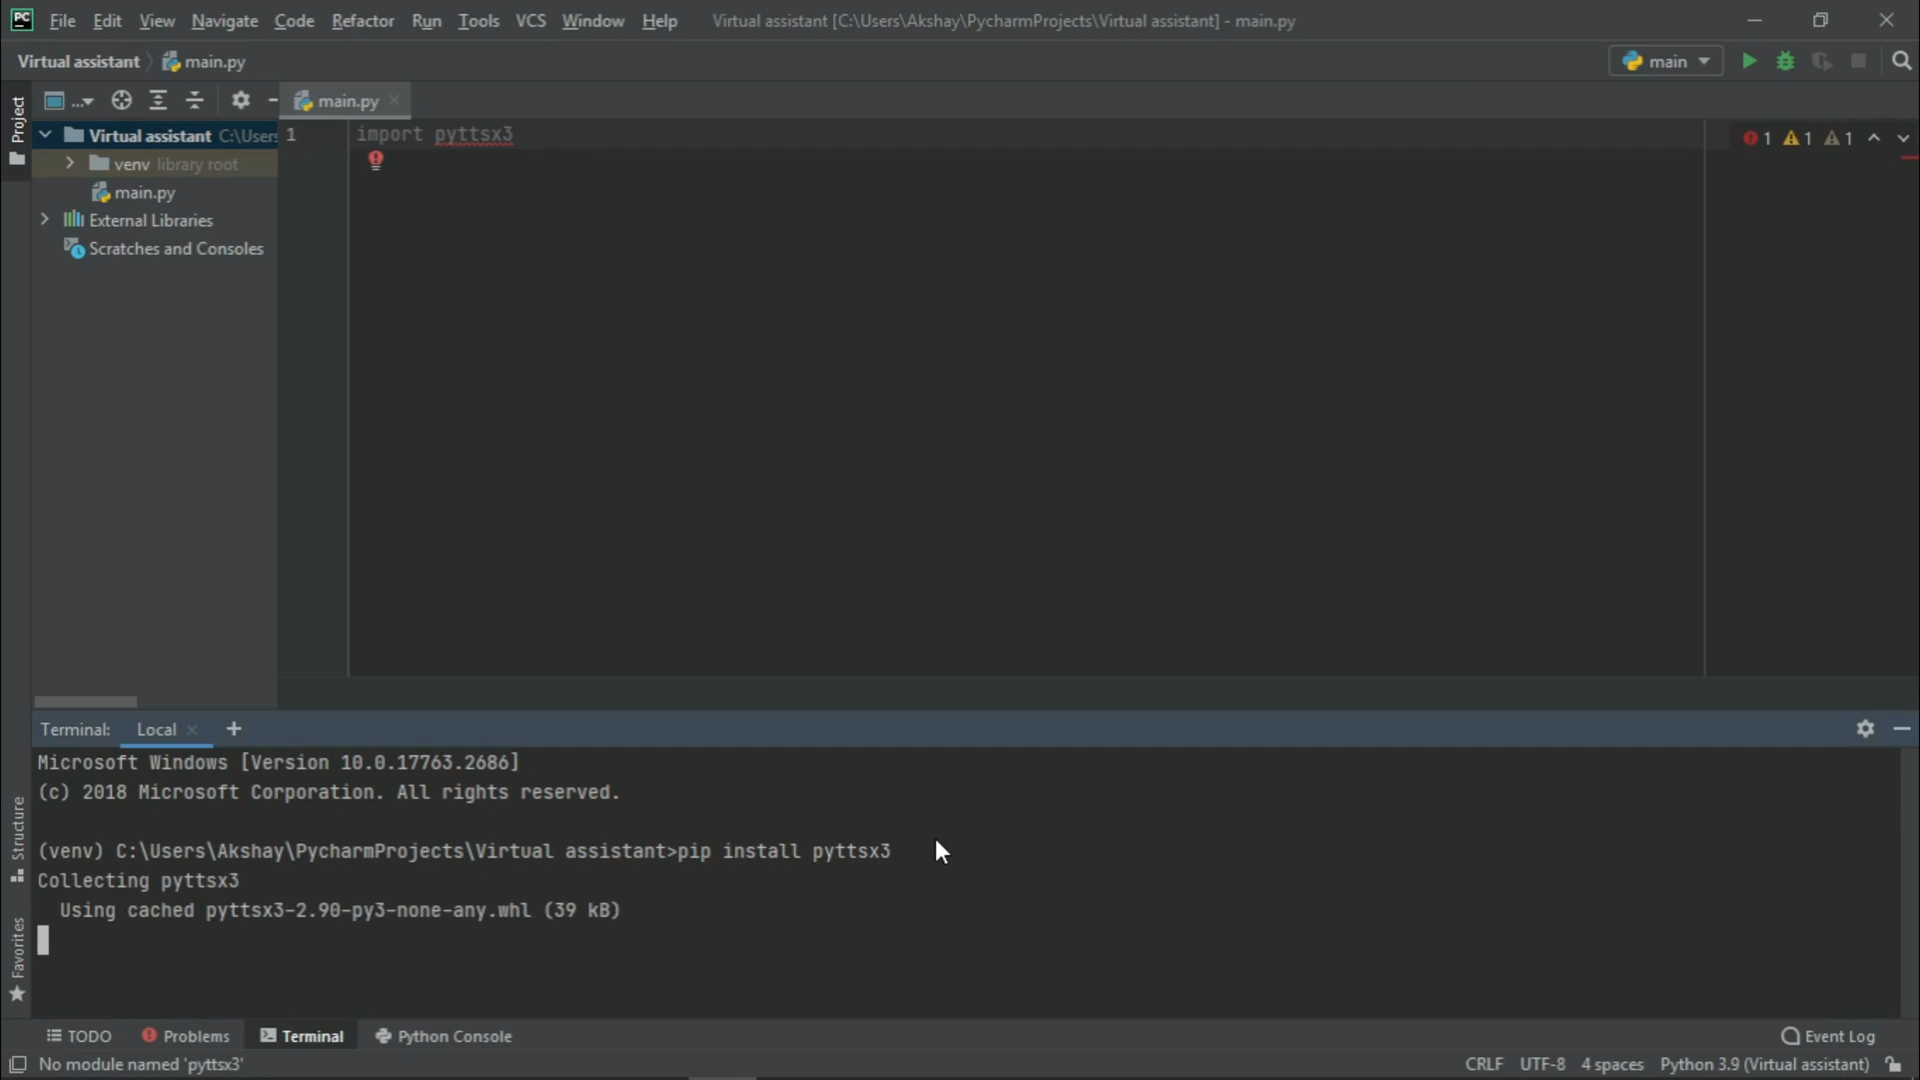 PC File Edit View Navigate Code Refactor Run Tools VCS Window Help Virtual assistant [C:\Users\Akshay\PycharmProjects\Virtual assistant] - main.py
Virtual assistant main.py
main
Project
...
main.py
Virtual assistant C:\Users
venv library root
main.py
External Libraries
Scratches and Consoles
1 import pyttsx3
1 1 1
Terminal: Local +
Microsoft Windows [Version 10.0.17763.2686]
(c) 2018 Microsoft Corporation. All rights reserved.
(venv) C:\Users\Akshay\PycharmProjects\Virtual assistant>pip install pyttsx3
Collecting pyttsx3
Using cached pyttsx3-2.90-py3-none-any.whl (39 kB)
Structure
Favorites
TODO Problems Terminal Python Console Event Log
No module named 'pyttsx3' CRLF UTF-8 4 spaces Python 3.9 (Virtual assistant)